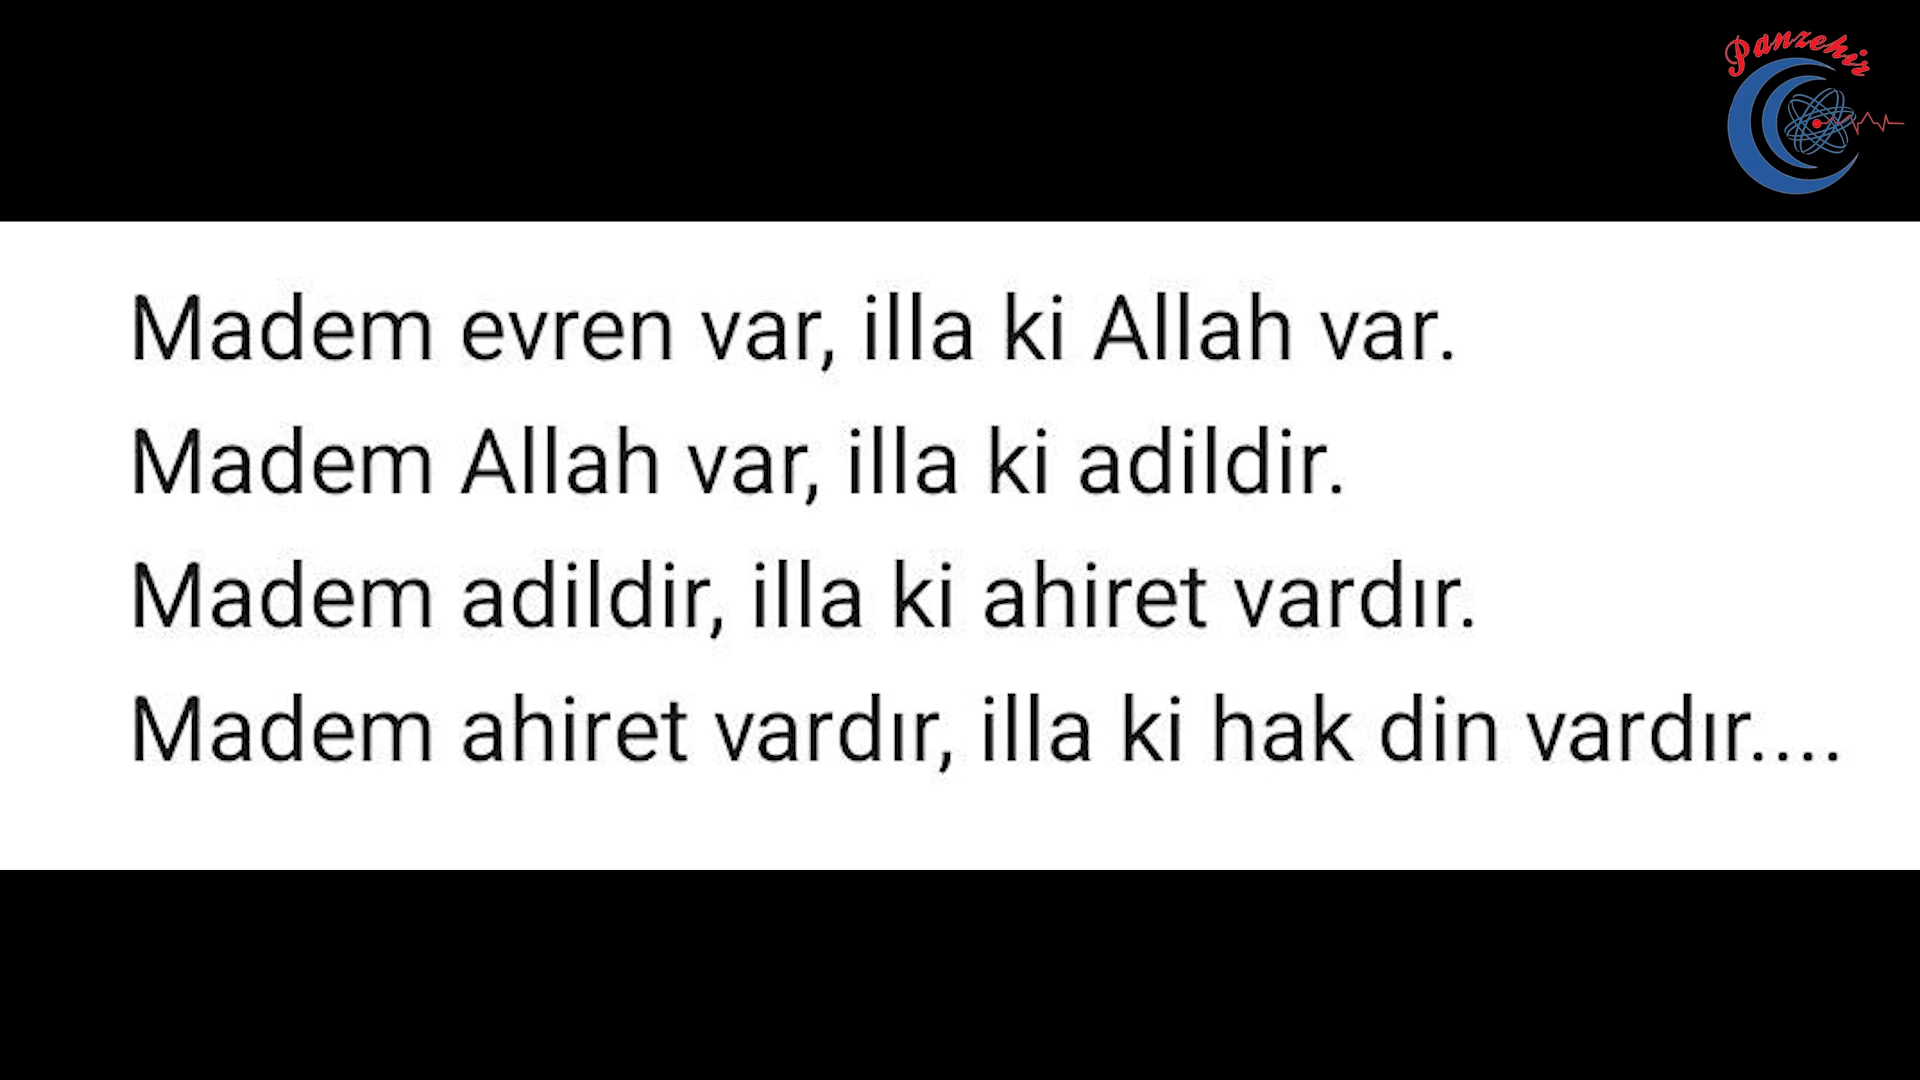 Panzehir
Madem evren var, illa ki Allah var.
Madem Allah var, illa ki adildir.
Madem adildir, illa ki ahiret vardır.
Madem ahiret vardır, illa ki hak din vardır....